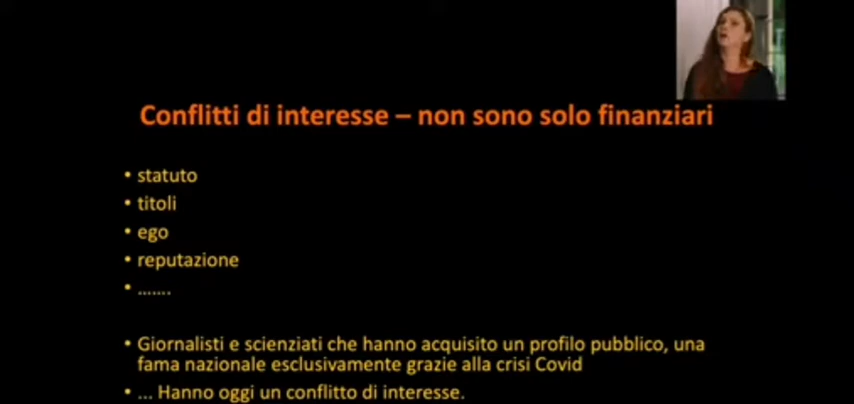 Conflitti di interesse – non sono solo finanziari
• statuto
• titoli
• ego
• reputazione
• …….
• Giornalisti e scienziati che hanno acquisito un profilo pubblico, una
fama nazionale esclusivamente grazie alla crisi Covid
• ... Hanno oggi un conflitto di interesse.